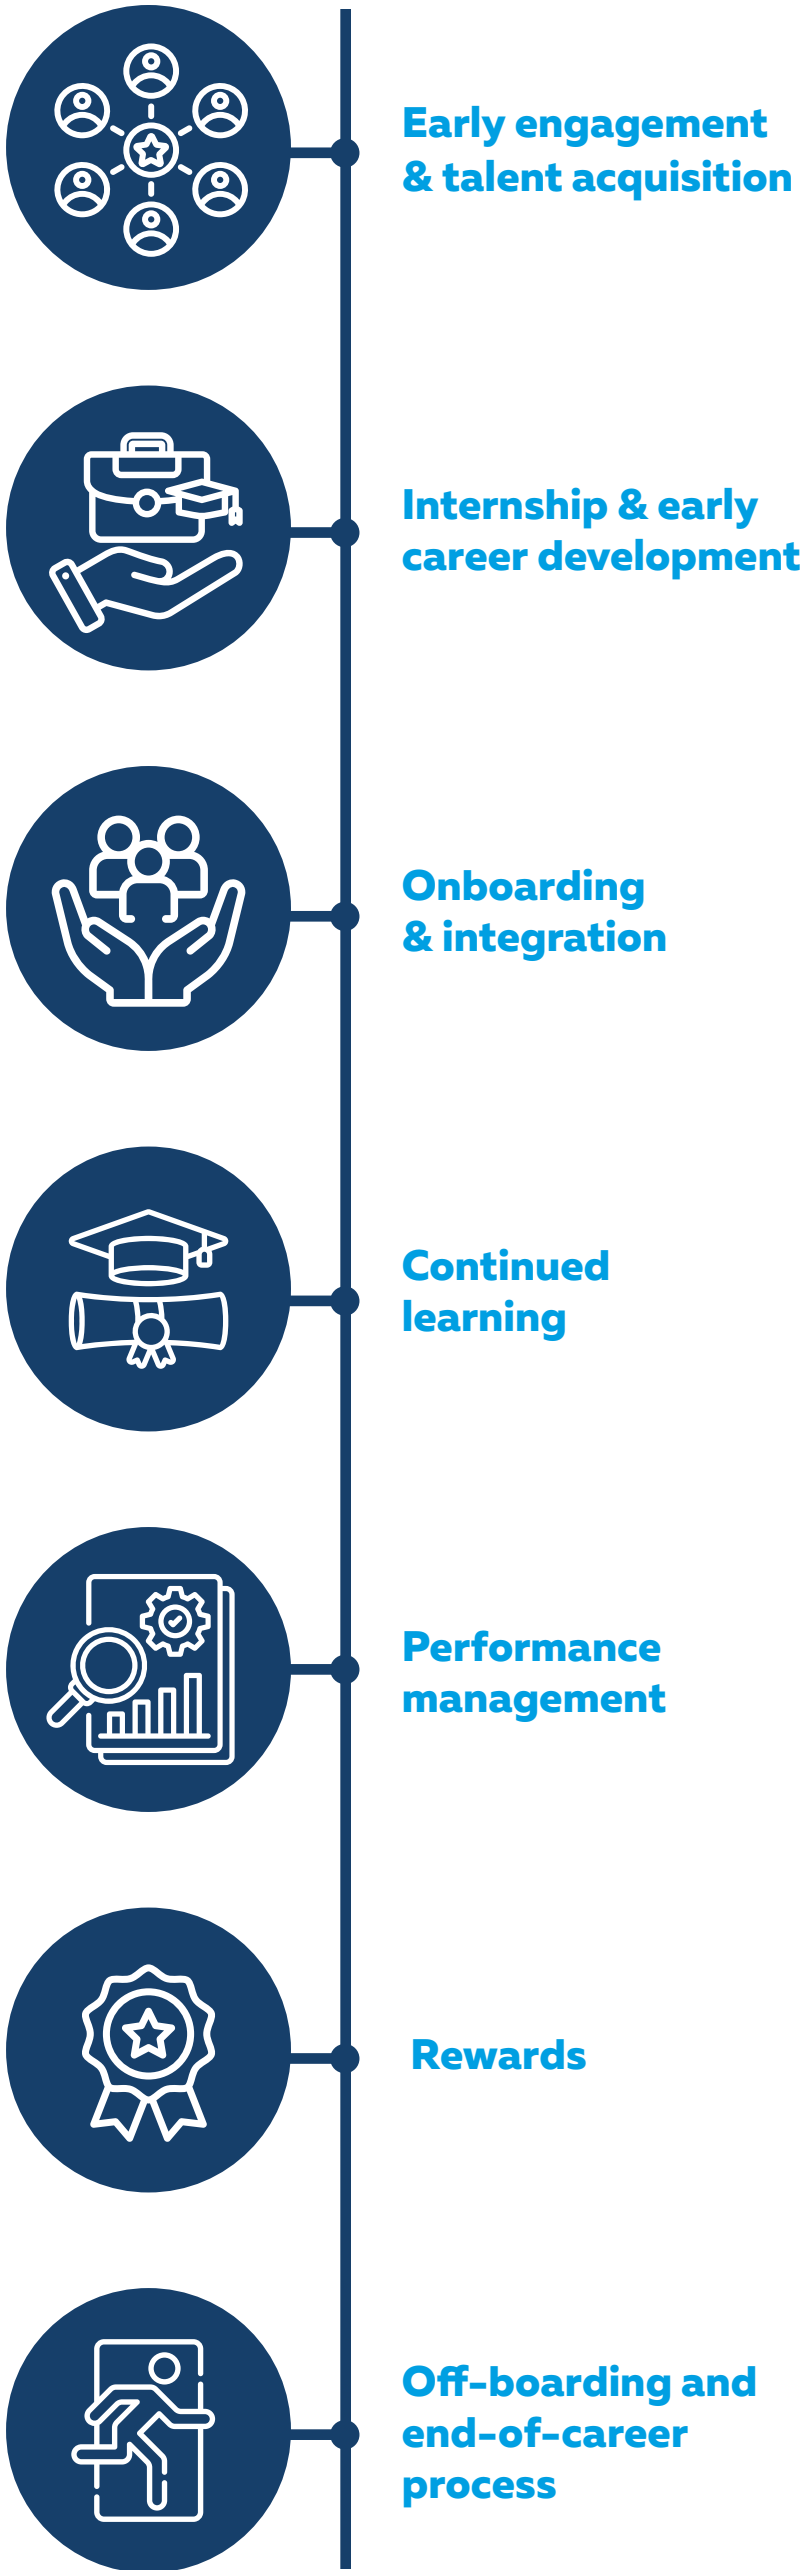 Early engagement
& talent acquisition
Internship & early
career development
Onboarding
& integration
Continued
learning
Performance
management
Rewards
Off-boarding and
end-of-career
process